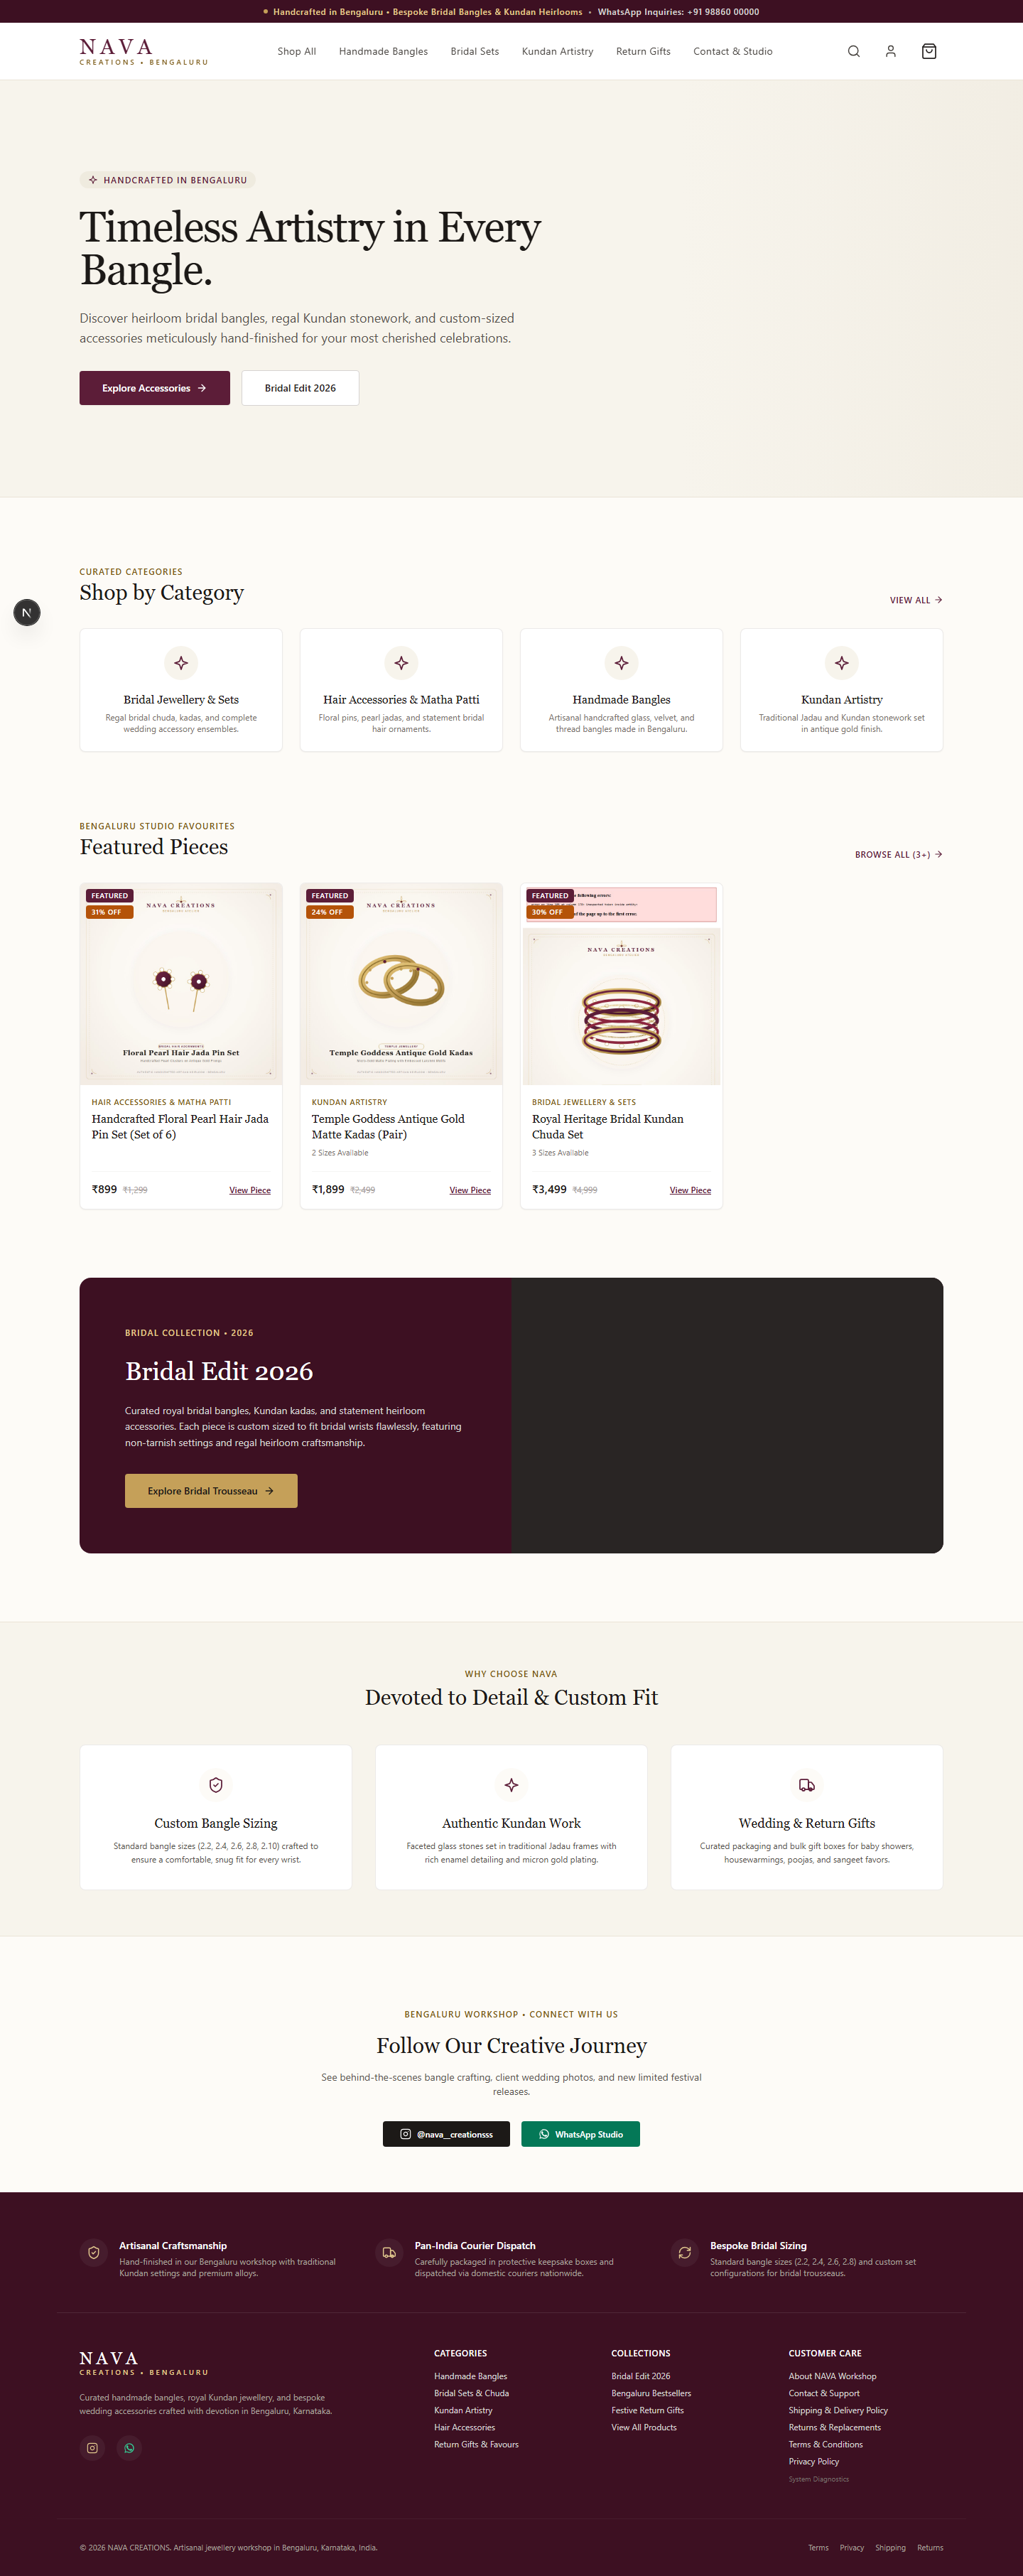 Handcrafted in Bengaluru • Bespoke Bridal Bangles & Kundan Heirlooms • WhatsApp Inquiries: +91 98860 00000
NAVA
CREATIONS • BENGALURU
Shop All Handmade Bangles Bridal Sets Kundan Artistry Return Gifts Contact & Studio
HANDCRAFTED IN BENGALURU
Timeless Artistry in Every
Bangle.
Discover heirloom bridal bangles, regal Kundan stonework, and custom-sized
accessories meticulously hand-finished for your most cherished celebrations.
Explore Accessories → Bridal Edit 2026
N
CURATED CATEGORIES
Shop by Category
VIEW ALL →
Bridal Jewellery & Sets
Regal bridal chuda, kadas, and complete
wedding accessory ensembles.
Hair Accessories & Matha Patti
Floral pins, pearl jadas, and statement bridal
hair ornaments.
Handmade Bangles
Artisanal handcrafted glass, velvet, and
thread bangles made in Bengaluru.
Kundan Artistry
Traditional Jadau and Kundan stonework set
in antique gold finish.
BENGALURU STUDIO FAVOURITES
Featured Pieces
BROWSE ALL (3+) →
FEATURED
31% OFF
NAVA CREATIONS
Floral Pearl Hair Jada Pin Set
HAIR ACCESSORIES & MATHA PATTI
Handcrafted Floral Pearl Hair Jada
Pin Set (Set of 6)
₹899 ₹1,299 View Piece
FEATURED
24% OFF
NAVA CREATIONS
TEMPLE JEWELLERY
Temple Goddess Antique Gold Kadas
KUNDAN ARTISTRY
Temple Goddess Antique Gold
Matte Kadas (Pair)
2 Sizes Available
₹1,899 ₹2,499 View Piece
FEATURED
30% OFF
following errors:
of the page up to the first error.
NAVA CREATIONS
BRIDAL JEWELLERY & SETS
Royal Heritage Bridal Kundan
Chuda Set
3 Sizes Available
₹3,499 ₹4,999 View Piece
BRIDAL COLLECTION • 2026
Bridal Edit 2026
Curated royal bridal bangles, Kundan kadas, and statement heirloom
accessories. Each piece is custom sized to fit bridal wrists flawlessly, featuring
non-tarnish settings and regal heirloom craftsmanship.
Explore Bridal Trousseau →
WHY CHOOSE NAVA
Devoted to Detail & Custom Fit
Custom Bangle Sizing
Standard bangle sizes (2.2, 2.4, 2.6, 2.8, 2.10) crafted to
ensure a comfortable, snug fit for every wrist.
Authentic Kundan Work
Faceted glass stones set in traditional Jadau frames with
rich enamel detailing and micron gold plating.
Wedding & Return Gifts
Curated packaging and bulk gift boxes for baby showers,
housewarmings, poojas, and sangeet favors.
BENGALURU WORKSHOP • CONNECT WITH US
Follow Our Creative Journey
See behind-the-scenes bangle crafting, client wedding photos, and new limited festival
releases.
@nava__creationsss WhatsApp Studio
Artisanal Craftsmanship
Hand-finished in our Bengaluru workshop with traditional
Kundan settings and premium alloys.
Pan-India Courier Dispatch
Carefully packaged in protective keepsake boxes and
dispatched via domestic couriers nationwide.
Bespoke Bridal Sizing
Standard bangle sizes (2.2, 2.4, 2.6, 2.8) and custom set
configurations for bridal trousseaus.
NAVA
CREATIONS • BENGALURU
Curated handmade bangles, royal Kundan jewellery, and bespoke
wedding accessories crafted with devotion in Bengaluru, Karnataka.
CATEGORIES
Handmade Bangles
Bridal Sets & Chuda
Kundan Artistry
Hair Accessories
Return Gifts & Favours
COLLECTIONS
Bridal Edit 2026
Bengaluru Bestsellers
Festive Return Gifts
View All Products
CUSTOMER CARE
About NAVA Workshop
Contact & Support
Shipping & Delivery Policy
Returns & Replacements
Terms & Conditions
Privacy Policy
System Diagnostics
© 2026 NAVA CREATIONS. Artisanal jewellery workshop in Bengaluru, Karnataka, India.
Terms Privacy Shipping Returns